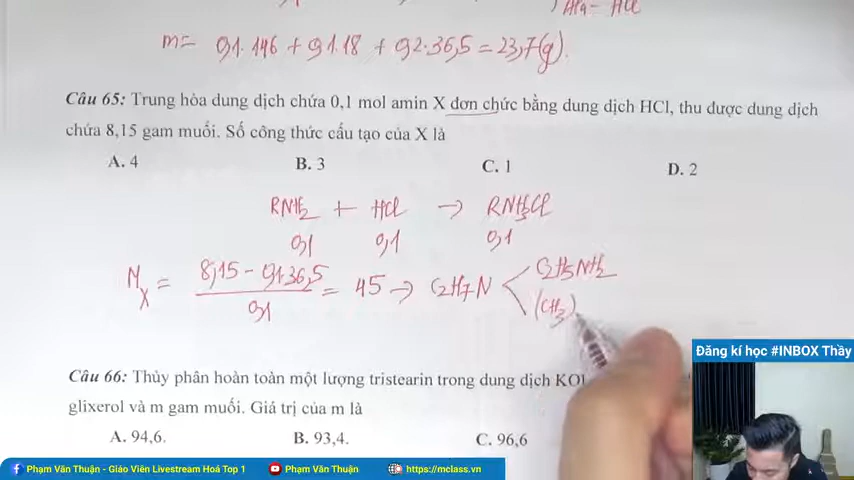 HCl
m = 0,1.146 + 0,1.18 + 0,2.36,5 = 23,7(g).
Câu 65: Trung hòa dung dịch chứa 0,1 mol amin X đơn chức bằng dung dịch HCl, thu được dung dịch
chứa 8,15 gam muối. Số công thức cấu tạo của X là
A. 4 B. 3 C. 1 D. 2
RNH2 + HCl → RNH3Cl
0,1 0,1 0,1
MX = 8,15 - 0,1.36,5 / 0,1 = 45 → C2H7N
C2H5NH2
(CH3)
Đăng kí học #INBOX Thầy
Câu 66: Thủy phân hoàn toàn một lượng tristearin trong dung dịch
glixerol và m gam muối. Giá trị của m là
A. 94,6. B. 93,4. C. 96,6
Phạm Văn Thuận - Giáo Viên Livestream Hoá Top 1 Phạm Văn Thuận https://mclass.vn